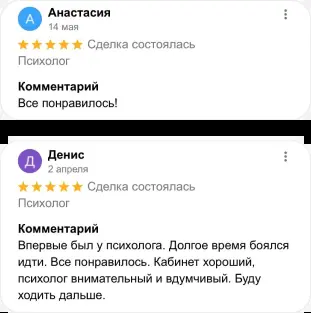 А
Анастасия
14 мая
Сделка состоялась
Психолог
Комментарий
Все понравилось!
Д
Денис
2 апреля
Сделка состоялась
Психолог
Комментарий
Впервые был у психолога. Долгое время боялся
идти. Все понравилось. Кабинет хороший,
психолог внимательный и вдумчивый. Буду
ходить дальше.